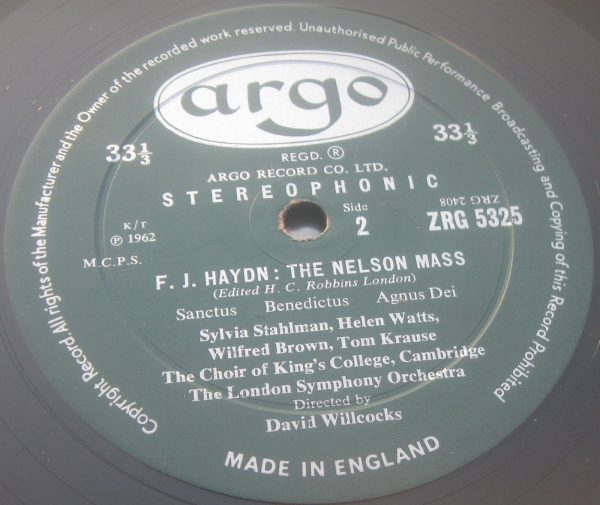 Copyright Record. All rights of the Manufacturer and the Owner of the recorded work reserved. Unauthorised Public Performance Broadcasting and Copying of this Record Prohibited
argo
33⅓
33⅓
REGD. ®
ARGO RECORD CO. LTD.
STEREOPHONIC
K/r
℗ 1962
M.C.P.S.
Side
2
ZRG 2408
ZRG 5325
F. J. HAYDN: THE NELSON MASS
(Edited H. C. Robbins London)
Sanctus Benedictus Agnus Dei
Sylvia Stahlman, Helen Watts,
Wilfred Brown, Tom Krause
The Choir of King's College, Cambridge
The London Symphony Orchestra
Directed by
David Willcocks
MADE IN ENGLAND